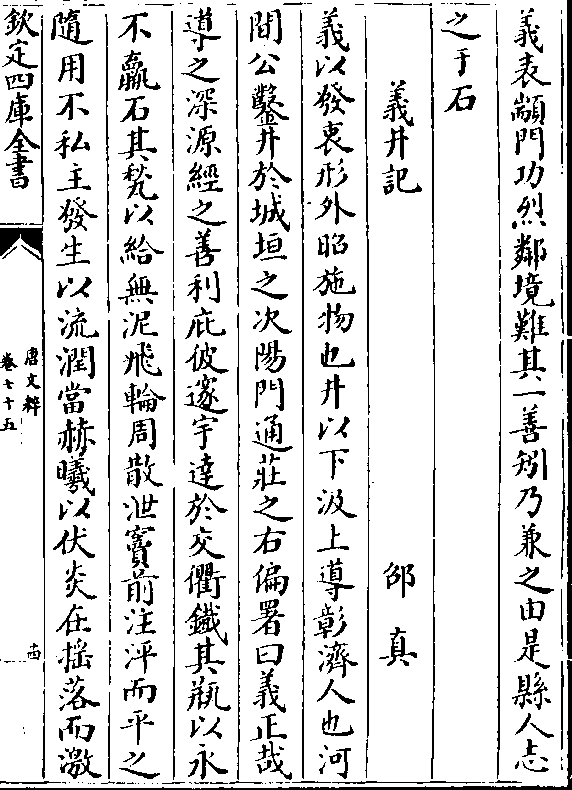 義表顓門功烈鄰境難其一善矧乃兼之由是縣人志
之于石
義井記 邵真
義以發衷形外昭施物也井以下汲上導彰濟人也河
間公鑿井於城垣之次陽門通莊之右偏署曰義正哉
導之深源經之善利庇彼邃宇達於交衢鐵其瓶以永
不羸石其甃以給無泥飛輪周散泄竇前注泙而平之
隨用不私主發生以流潤當赫曦以伏炎在揺落而激
欽定四庫全書
唐文粹
卷七十五